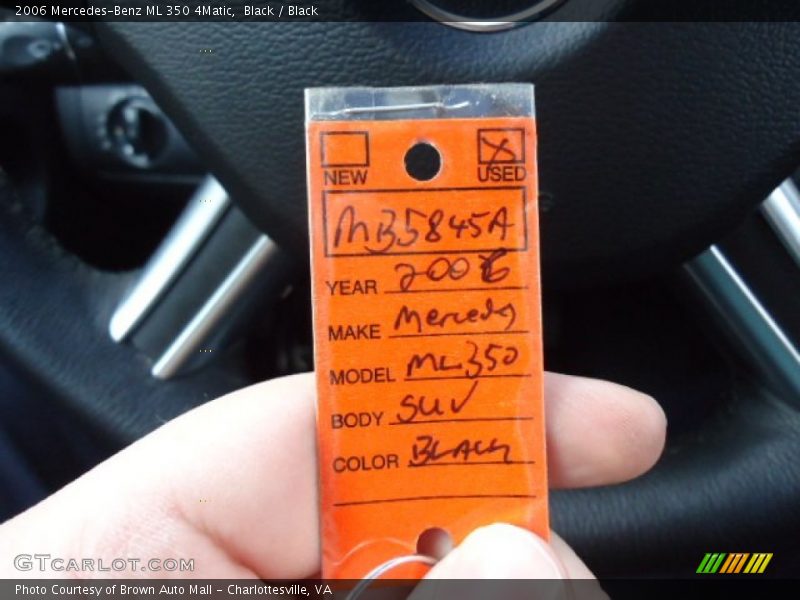 2006 Mercedes-Benz ML 350 4Matic,  Black / Black
NEW USED
MB5845A
YEAR 2006
MAKE Mercedes
MODEL ML350
BODY SUV
COLOR BLACK
GTCARLOT.COM
Photo Courtesy of Brown Auto Mall - Charlottesville, VA